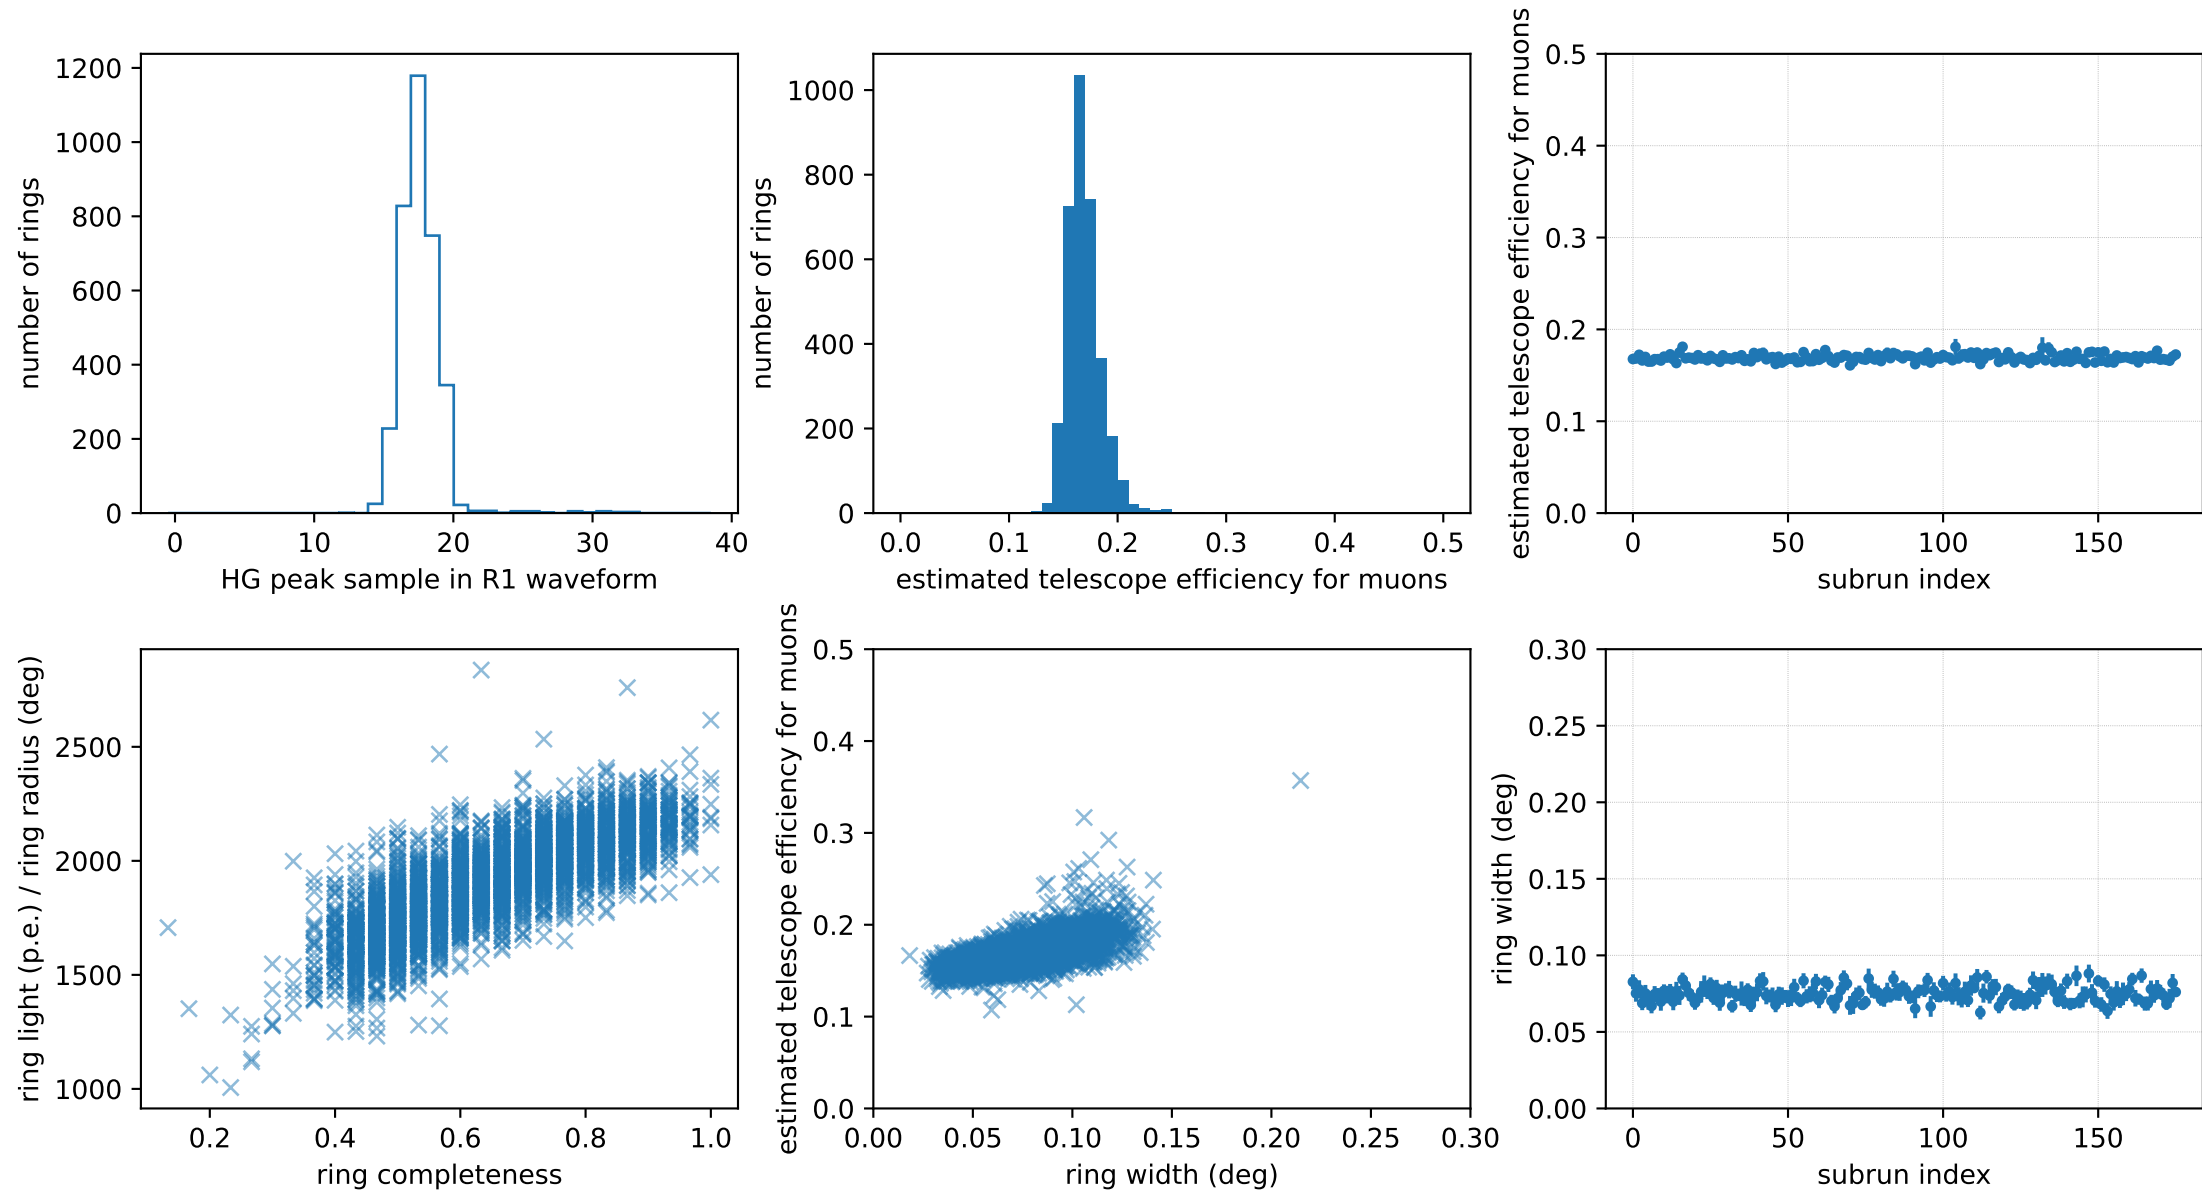 number of rings
1200
1000
800
600
400
200
0
0 10 20 30 40
HG peak sample in R1 waveform
number of rings
1000
800
600
400
200
0
0.0 0.1 0.2 0.3 0.4 0.5
estimated telescope efficiency for muons
estimated telescope efficiency for muons
0.5
0.4
0.3
0.2
0.1
0.0
0 50 100 150
subrun index
ring light (p.e.) / ring radius (deg)
2500
2000
1500
1000
0.2 0.4 0.6 0.8 1.0
ring completeness
estimated telescope efficiency for muons
0.5
0.4
0.3
0.2
0.1
0.0
0.00 0.05 0.10 0.15 0.20 0.25 0.30
ring width (deg)
ring width (deg)
0.30
0.25
0.20
0.15
0.10
0.05
0.00
0 50 100 150
subrun index